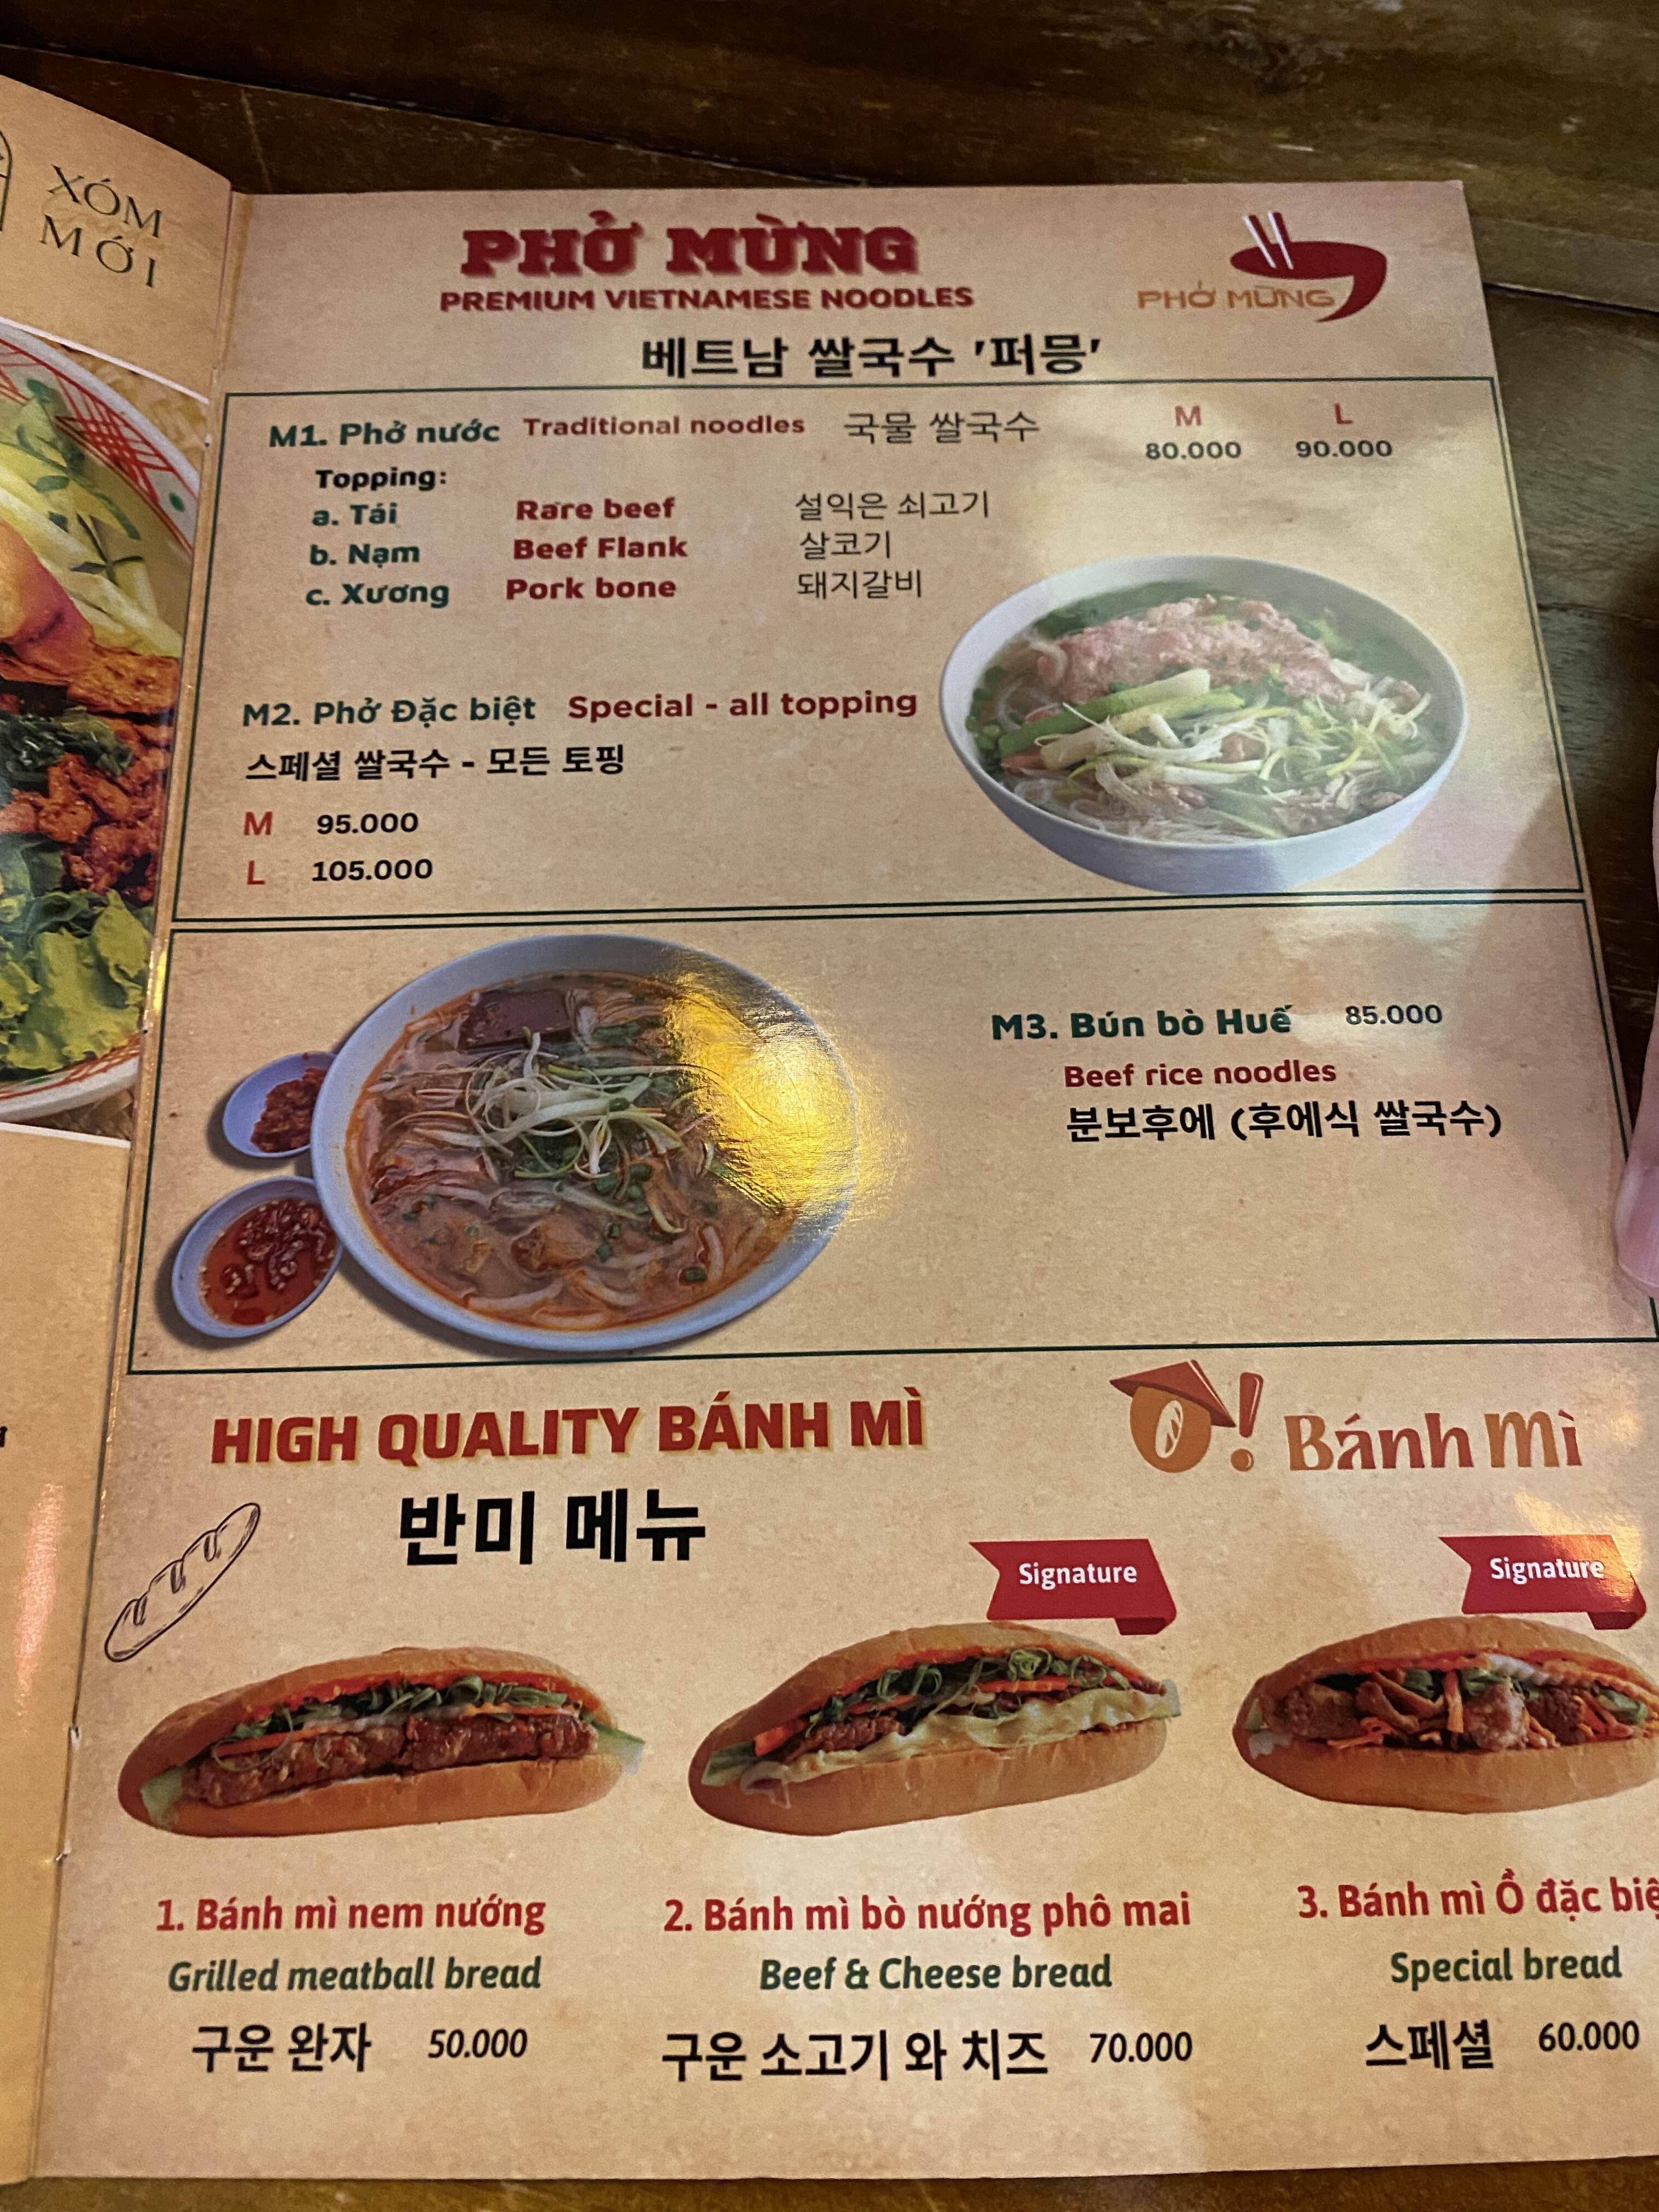 XÓM
MỚI
PHỞ MỪNG
PREMIUM VIETNAMESE NOODLES
PHỞ MỪNG
베트남 쌀국수 '퍼믕'
M1. Phở nước Traditional noodles 국물 쌀국수 M L
80.000 90.000
Topping:
a. Tái Rare beef 설익은 쇠고기
b. Nạm Beef Flank 살코기
c. Xương Pork bone 돼지갈비
M2. Phở Đặc biệt Special - all topping
스페셜 쌀국수 - 모든 토핑
M 95.000
L 105.000
M3. Bún bò Huế 85.000
Beef rice noodles
분보후에 (후에식 쌀국수)
HIGH QUALITY BÁNH MÌ
Ổ! Bánh Mì
반미 메뉴
Signature
Signature
1. Bánh mì nem nướng
Grilled meatball bread
구운 완자 50.000
2. Bánh mì bò nướng phô mai
Beef & Cheese bread
구운 소고기 와 치즈 70.000
3. Bánh mì Ổ đặc biệ
Special bread
스페셜 60.000